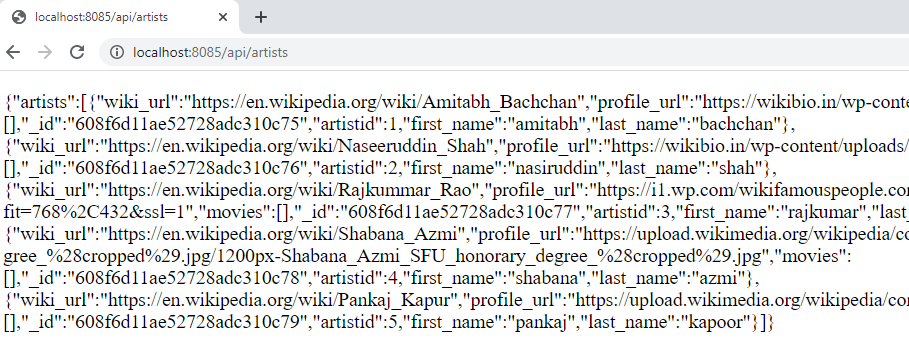 localhost:8085/api/artists
localhost:8085/api/artists
{"artists":[{"wiki_url":"https://en.wikipedia.org/wiki/Amitabh_Bachchan","profile_url":"https://wikibio.in/wp-conte
[],"_id":"608f6d11ae52728adc310c75","artistid":1,"first_name":"amitabh","last_name":"bachchan"},
{"wiki_url":"https://en.wikipedia.org/wiki/Naseeruddin_Shah","profile_url":"https://wikibio.in/wp-content/uploads/
[],"_id":"608f6d11ae52728adc310c76","artistid":2,"first_name":"nasiruddin","last_name":"shah"},
{"wiki_url":"https://en.wikipedia.org/wiki/Rajkummar_Rao","profile_url":"https://i1.wp.com/wikifamouspeople.co
fit=768%2C432&ssl=1","movies":[],"_id":"608f6d11ae52728adc310c77","artistid":3,"first_name":"rajkumar","last_
{"wiki_url":"https://en.wikipedia.org/wiki/Shabana_Azmi","profile_url":"https://upload.wikimedia.org/wikipedia/co
gree_%28cropped%29.jpg/1200px-Shabana_Azmi_SFU_honorary_degree_%28cropped%29.jpg","movies":
[],"_id":"608f6d11ae52728adc310c78","artistid":4,"first_name":"shabana","last_name":"azmi"},
{"wiki_url":"https://en.wikipedia.org/wiki/Pankaj_Kapur","profile_url":"https://upload.wikimedia.org/wikipedia/co
[],"_id":"608f6d11ae52728adc310c79","artistid":5,"first_name":"pankaj","last_name":"kapoor"}]}